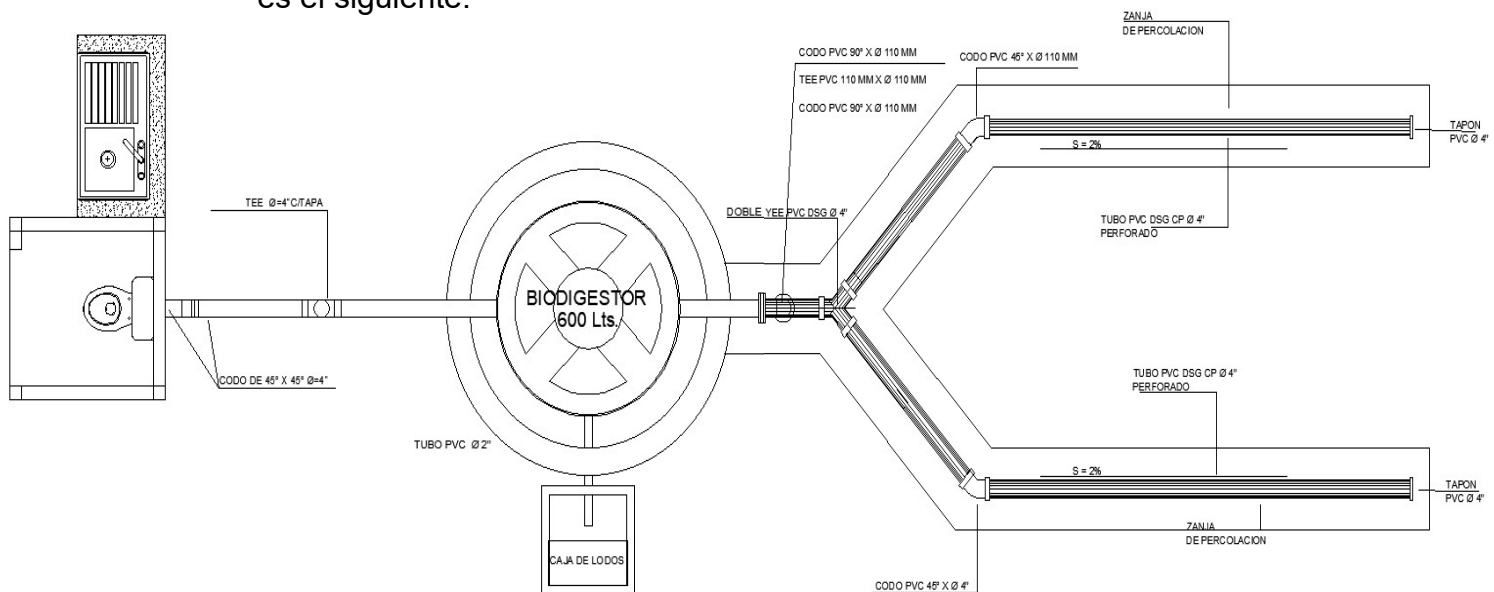 es el siguiente:
ZANJA
DE PERCOLACION
CODO PVC 90° X Ø 110 MM
CODO PVC 45° X Ø 110 MM
TEE PVC 110 MM X Ø 110 MM
CODO PVC 90° X Ø 110 MM
TAPON
PVC Ø 4"
S = 2%
TEE Ø=4"C/TAPA
DOBLE YEE PVC DSG Ø 4"
TUBO PVC DSG CP Ø 4"
PERFORADO
BIODIGESTOR
600 Lts.
CODO DE 45° X 45° Ø=4"
TUBO PVC DSG CP Ø 4"
PERFORADO
TUBO PVC Ø 2"
S = 2%
TAPON
PVC Ø 4"
ZANJA
DE PERCOLACION
CAJA DE LODOS
CODO PVC 45° X Ø 4"